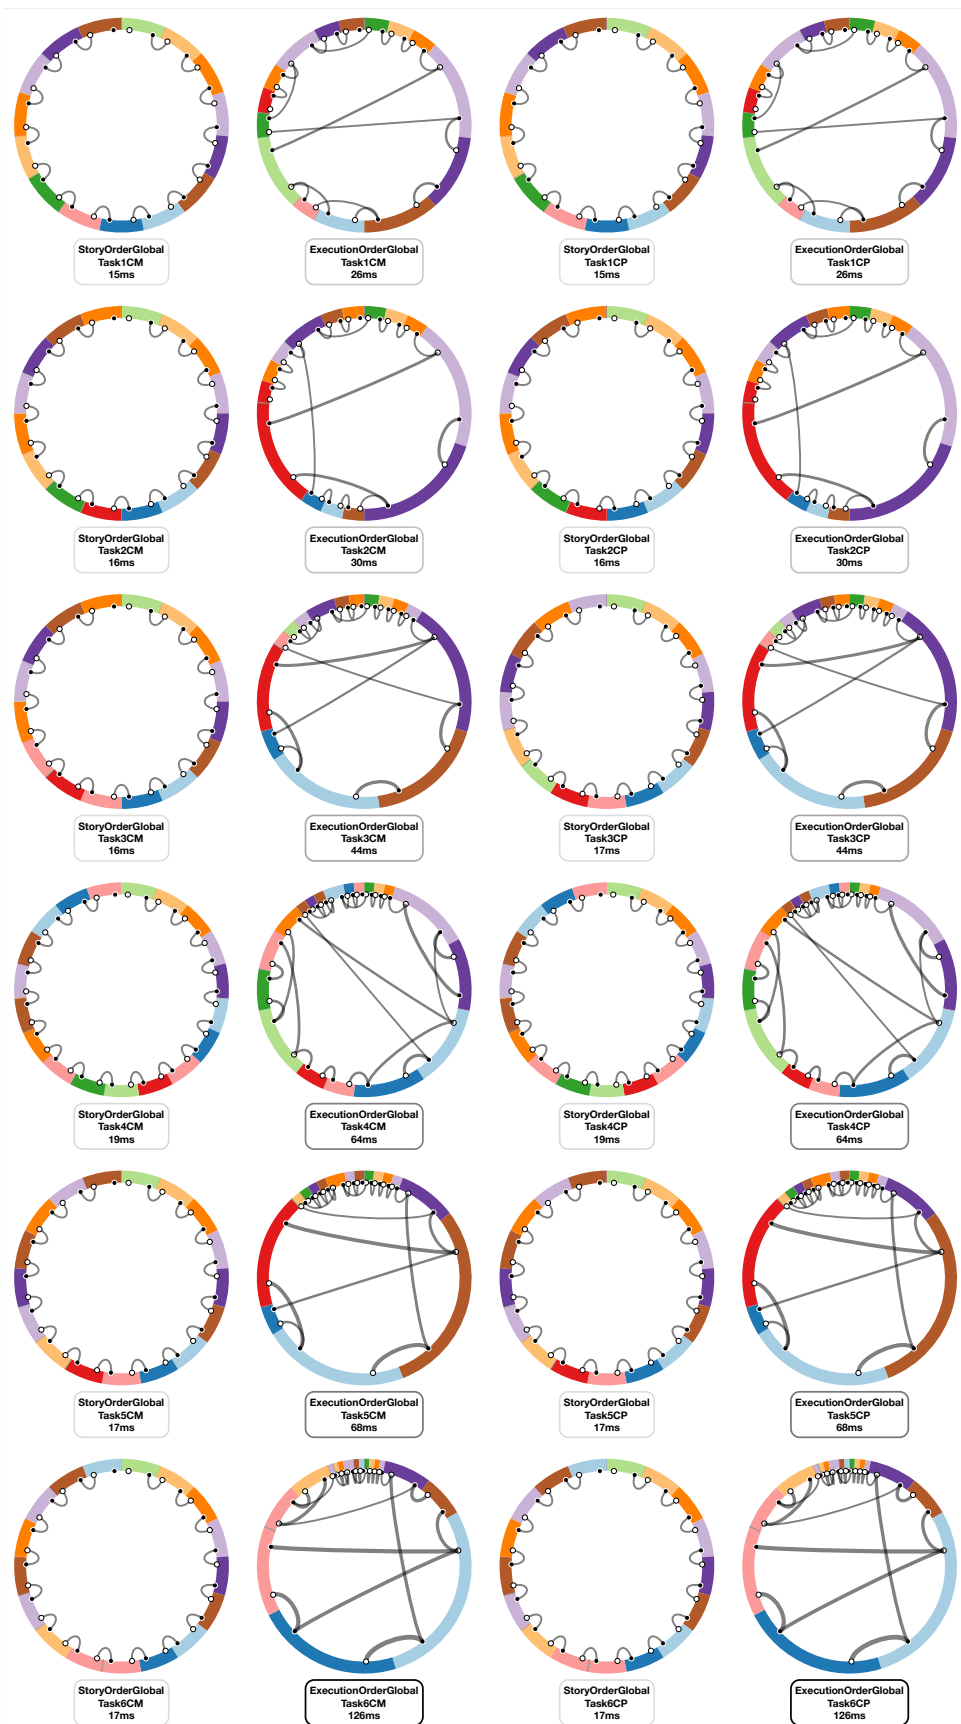 StoryOrderGlobal
Task1CM
15ms
ExecutionOrderGlobal
Task1CM
26ms
StoryOrderGlobal
Task1CP
15ms
ExecutionOrderGlobal
Task1CP
26ms
StoryOrderGlobal
Task2CM
16ms
ExecutionOrderGlobal
Task2CM
30ms
StoryOrderGlobal
Task2CP
16ms
ExecutionOrderGlobal
Task2CP
30ms
StoryOrderGlobal
Task3CM
16ms
ExecutionOrderGlobal
Task3CM
44ms
StoryOrderGlobal
Task3CP
17ms
ExecutionOrderGlobal
Task3CP
44ms
StoryOrderGlobal
Task4CM
19ms
ExecutionOrderGlobal
Task4CM
64ms
StoryOrderGlobal
Task4CP
19ms
ExecutionOrderGlobal
Task4CP
64ms
StoryOrderGlobal
Task5CM
17ms
ExecutionOrderGlobal
Task5CM
68ms
StoryOrderGlobal
Task5CP
17ms
ExecutionOrderGlobal
Task5CP
68ms
StoryOrderGlobal
Task6CM
17ms
ExecutionOrderGlobal
Task6CM
126ms
StoryOrderGlobal
Task6CP
17ms
ExecutionOrderGlobal
Task6CP
126ms